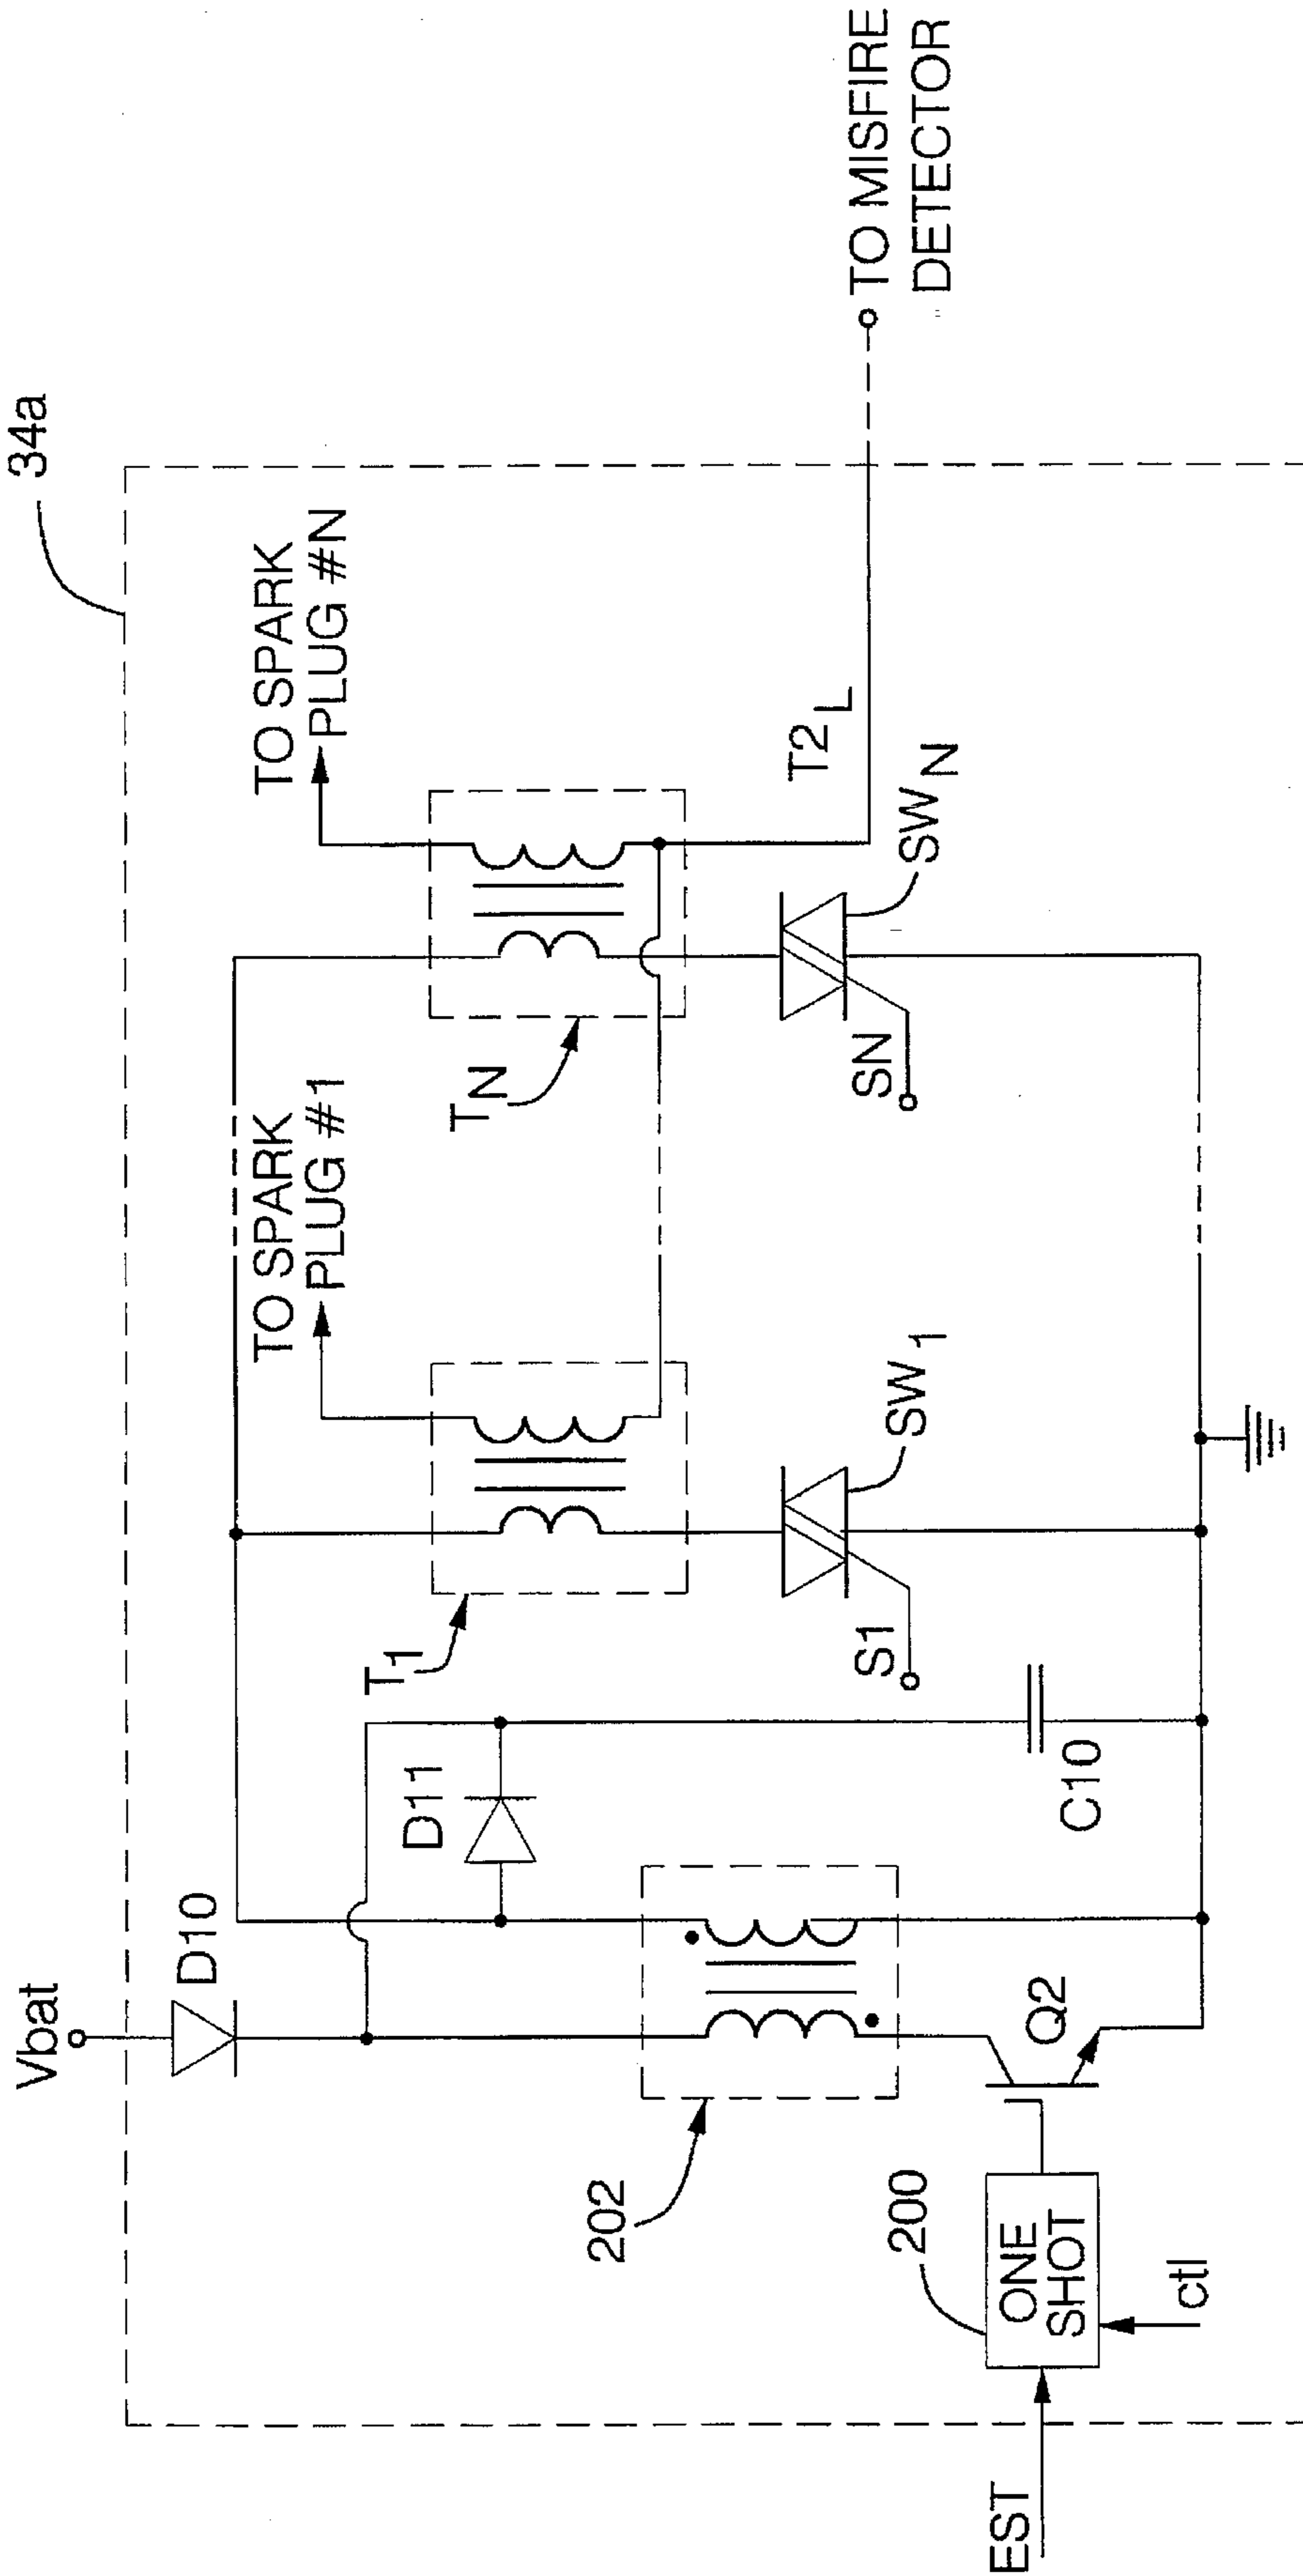 34a
Vbat
D10
TO SPARK
PLUG #1
TO SPARK
PLUG #N
D11
T1
TN
202
C10
S1
SW1
SN
SWN
T2L
TO MISFIRE
DETECTOR
Q2
200
ONE
SHOT
EST
ctl